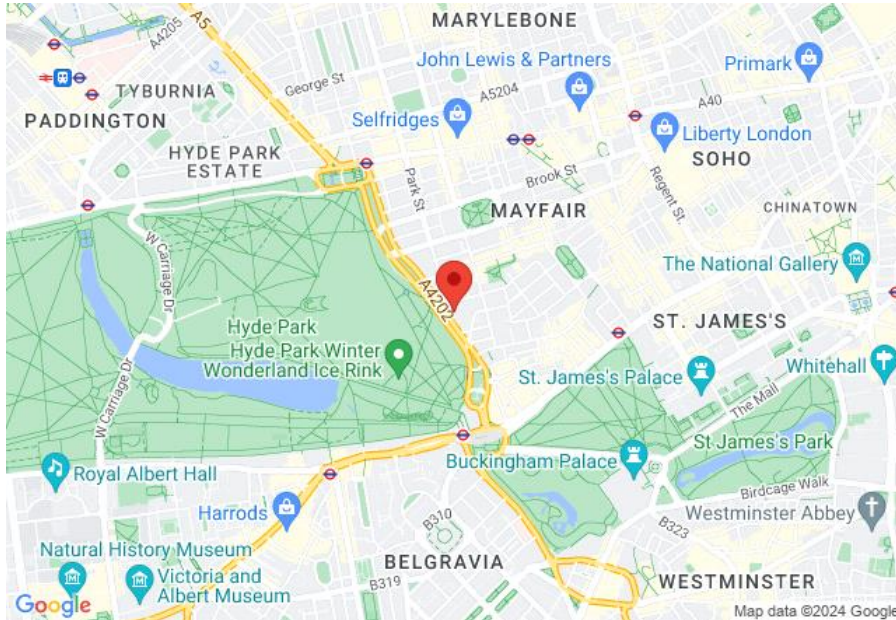 MARYLEBONE
A5
A4205
John Lewis & Partners
Primark
George St
A5204
A40
TYBURNIA
PADDINGTON
Selfridges
Liberty London
SOHO
HYDE PARK
ESTATE
Park St
Brook St
Regent St.
MAYFAIR
CHINATOWN
W Carriage Dr
The National Gallery
A4202
Hyde Park
Hyde Park Winter
Wonderland Ice Rink
ST. JAMES'S
St. James's Palace
Whitehall
The Mall
W Carriage Dr
St James's Park
Royal Albert Hall
Buckingham Palace
Birdcage Walk
Harrods
B310
B323
Westminster Abbey
Natural History Museum
BELGRAVIA
Victoria and
Albert Museum
B319
WESTMINSTER
Google
Map data ©2024 Google